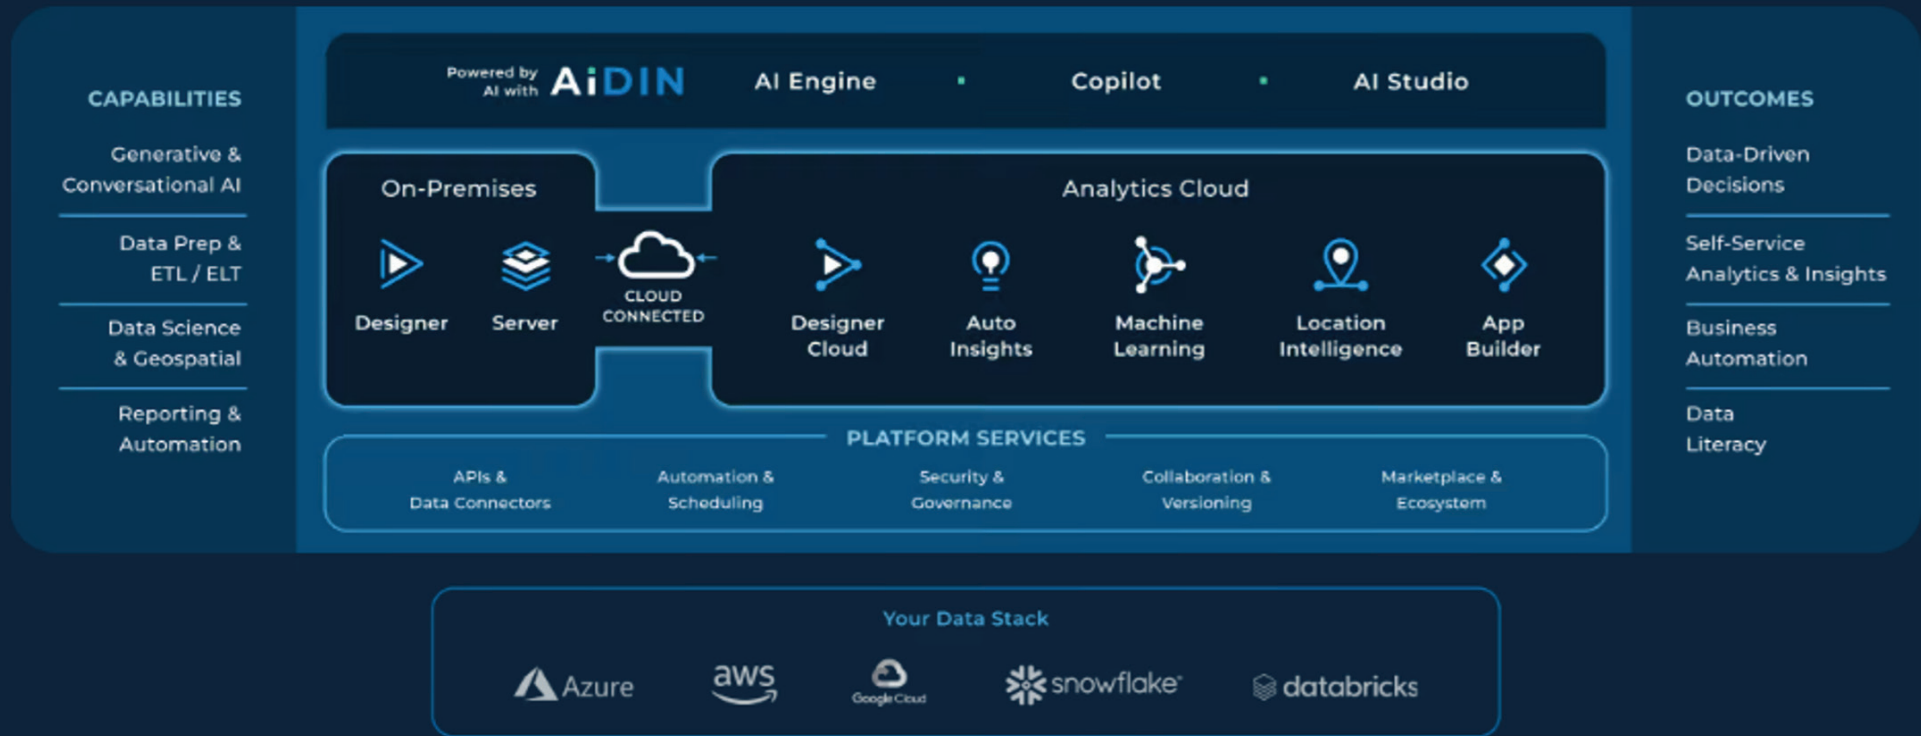 CAPABILITIES
Generative &
Conversational AI
Data Prep &
ETL / ELT
Data Science
& Geospatial
Reporting &
Automation
Powered by
AI with
AiDIN
AI Engine
Copilot
AI Studio
On-Premises
Designer
Server
CLOUD
CONNECTED
Analytics Cloud
Designer
Cloud
Auto
Insights
Machine
Learning
Location
Intelligence
App
Builder
PLATFORM SERVICES
APIs &
Data Connectors
Automation &
Scheduling
Security &
Governance
Collaboration &
Versioning
Marketplace &
Ecosystem
OUTCOMES
Data-Driven
Decisions
Self-Service
Analytics & Insights
Business
Automation
Data
Literacy
Your Data Stack
Azure
aws
Google Cloud
snowflake
databricks